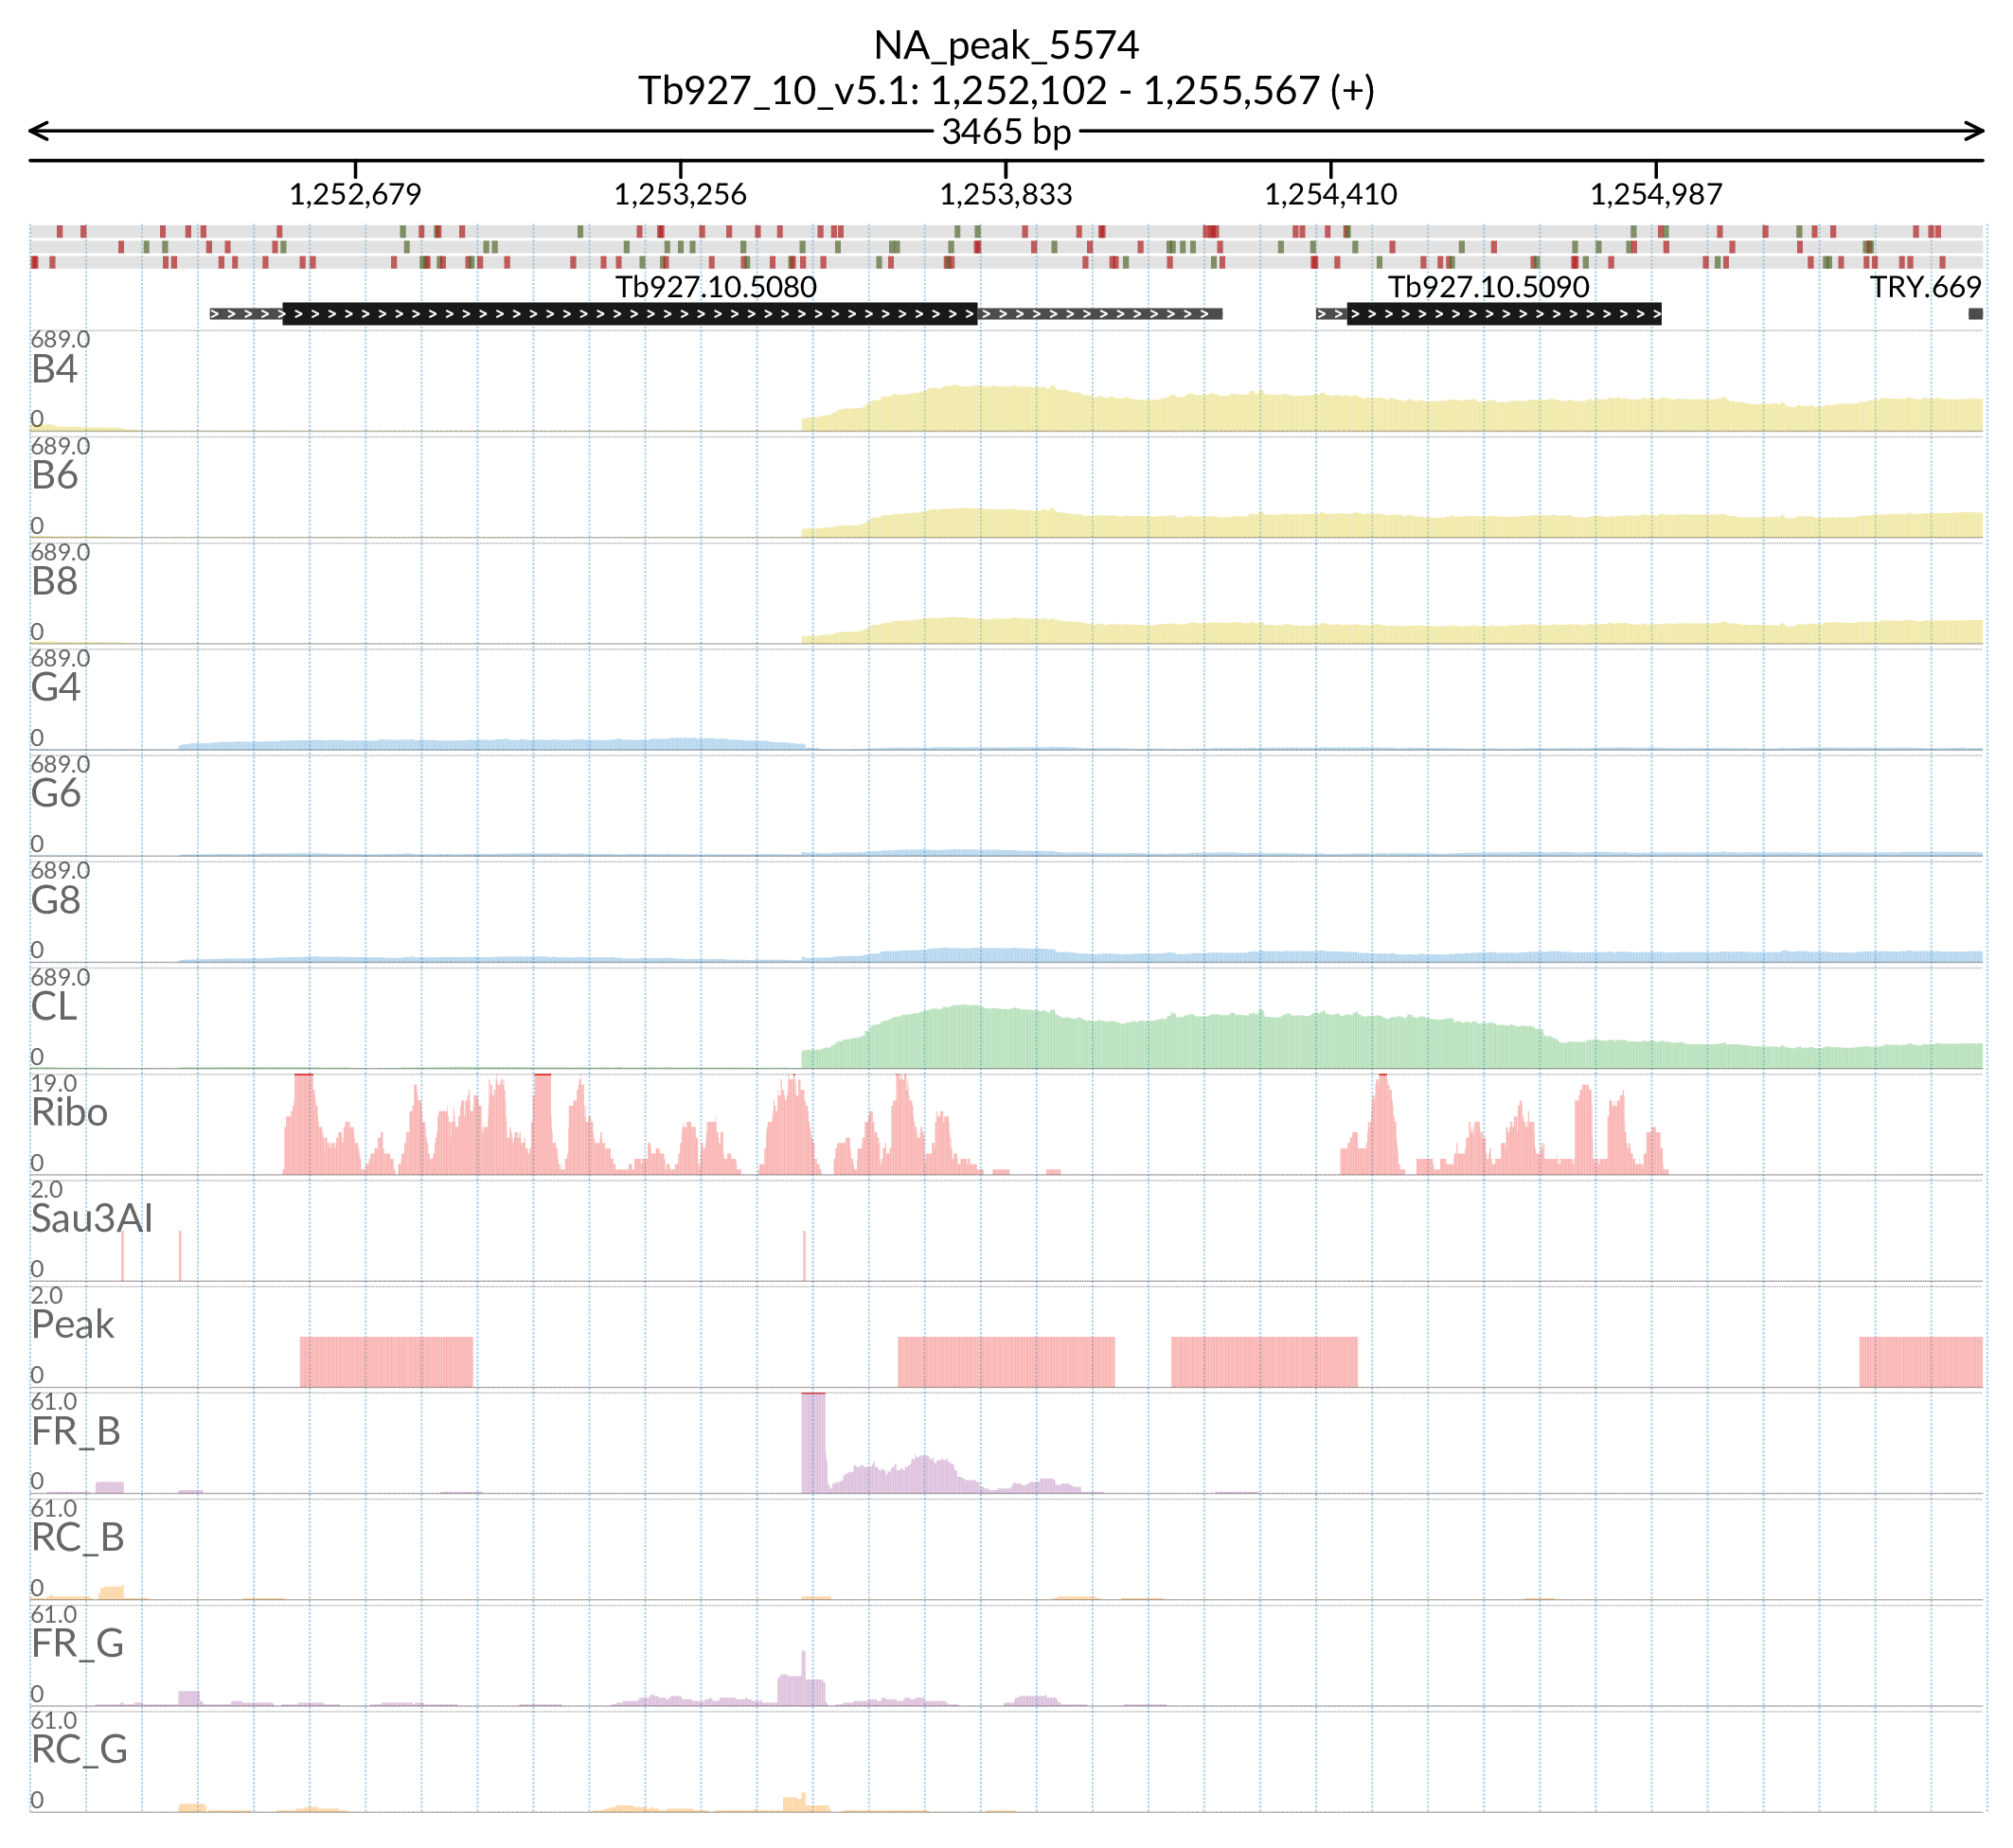 NA_peak_5574
Tb927_10_v5.1: 1,252,102 - 1,255,567 (+)
3465 bp
1,252,679 1,253,256 1,253,833 1,254,410 1,254,987
Tb927.10.5080 Tb927.10.5090 TRY.669
689.0
B4
0
689.0
B6
0
689.0
B8
0
689.0
G4
0
689.0
G6
0
689.0
G8
0
689.0
CL
0
19.0
Ribo
0
2.0
Sau3AI
0
2.0
Peak
0
61.0
FR_B
0
61.0
RC_B
0
61.0
FR_G
0
61.0
RC_G
0